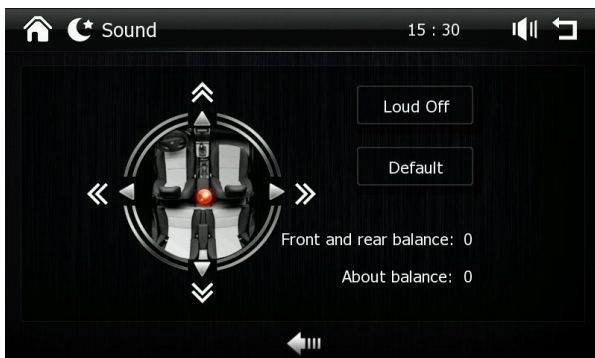 Sound
15 : 30
Loud Off
Default
Front and rear balance: 0
About balance: 0